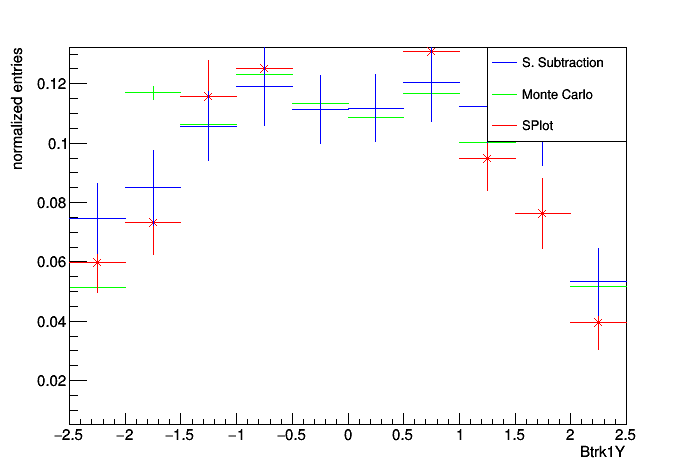 normalized entries
S. Subtraction
Monte Carlo
SPlot
0.12
0.1
0.08
0.06
0.04
0.02
−2.5 −2 −1.5 −1 −0.5 0 0.5 1 1.5 2 2.5
Btrk1Y